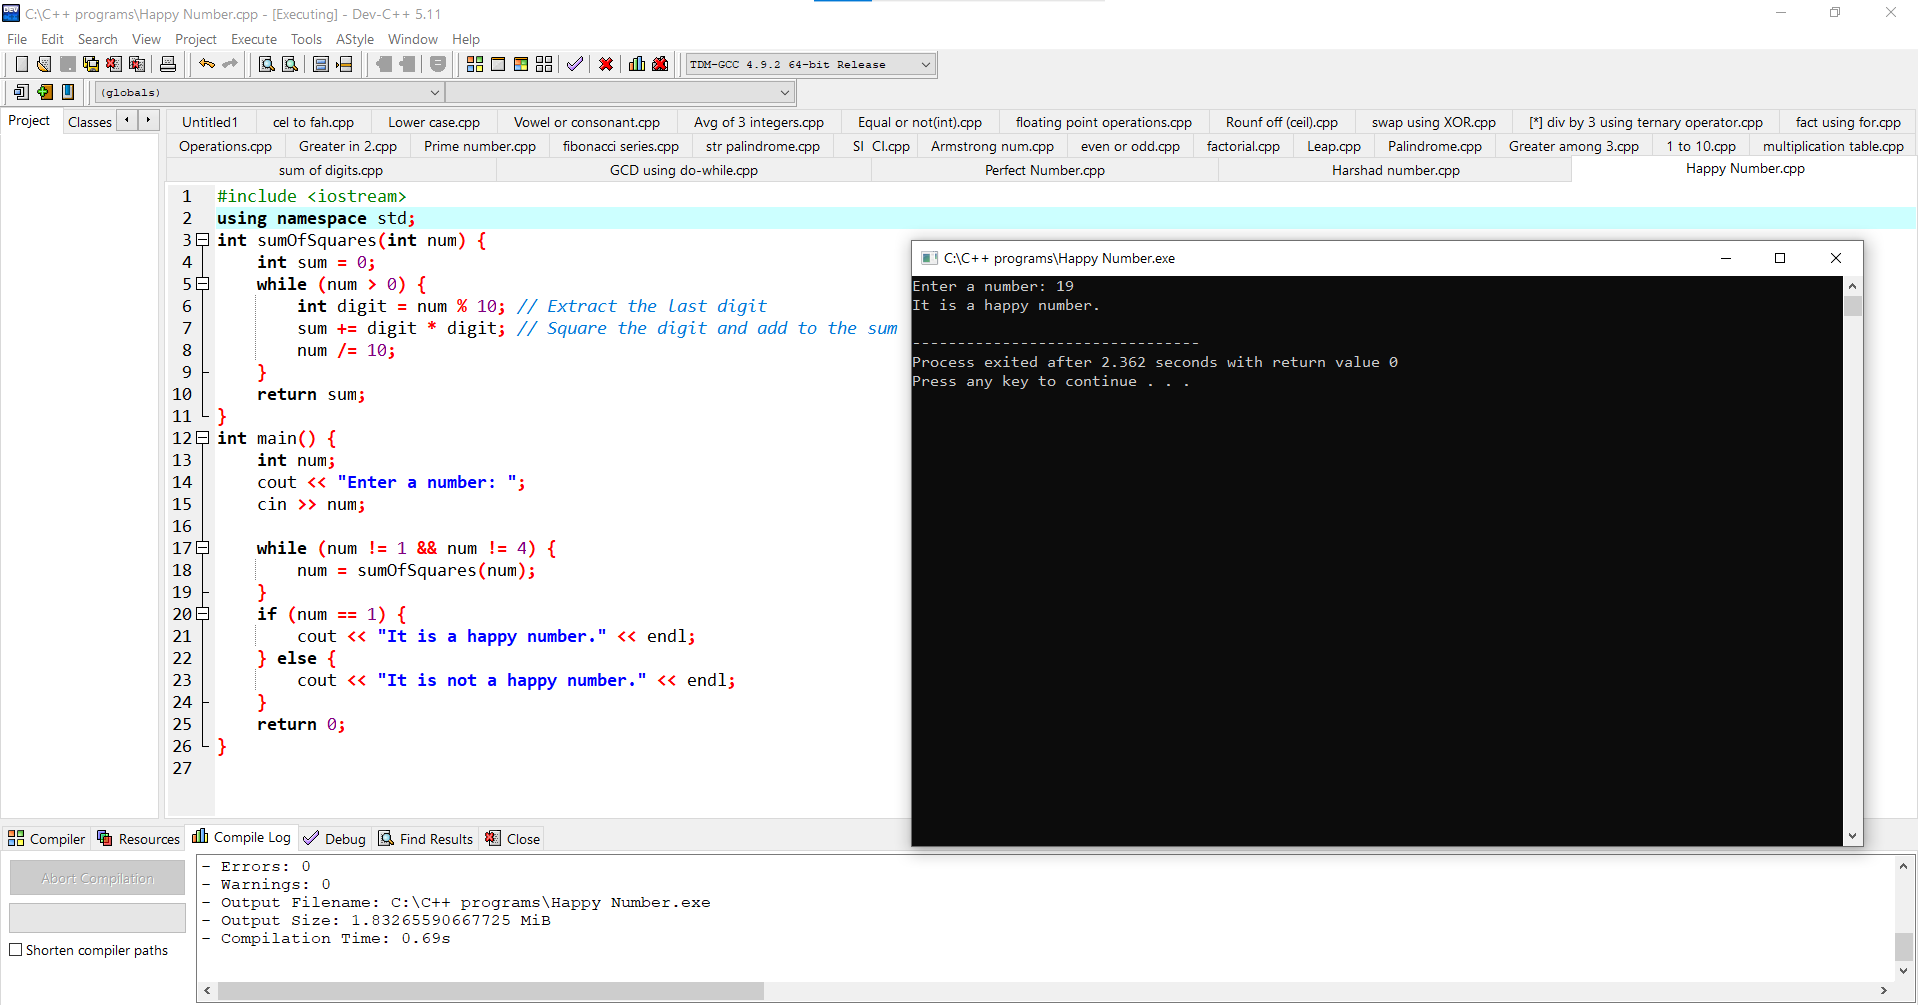 C:\C++ programs\Happy Number.cpp - [Executing] - Dev-C++ 5.11
File Edit Search View Project Execute Tools AStyle Window Help
TDM-GCC 4.9.2 64-bit Release
(globals)
Project Classes
Untitled1 cel to fah.cpp Lower case.cpp Vowel or consonant.cpp Avg of 3 integers.cpp Equal or not(int).cpp floating point operations.cpp Rounf off (ceil).cpp swap using XOR.cpp [*] div by 3 using ternary operator.cpp fact using for.cpp
Operations.cpp Greater in 2.cpp Prime number.cpp fibonacci series.cpp str palindrome.cpp SI CI.cpp Armstrong num.cpp even or odd.cpp factorial.cpp Leap.cpp Palindrome.cpp Greater among 3.cpp 1 to 10.cpp multiplication table.cpp
sum of digits.cpp GCD using do-while.cpp Perfect Number.cpp Harshad number.cpp Happy Number.cpp
1 #include <iostream>
2 using namespace std;
3 int sumOfSquares(int num) {
4 int sum = 0;
5 while (num > 0) {
6 int digit = num % 10; // Extract the last digit
7 sum += digit * digit; // Square the digit and add to the sum
8 num /= 10;
9 }
10 return sum;
11 }
12 int main() {
13 int num;
14 cout << "Enter a number: ";
15 cin >> num;
16
17 while (num != 1 && num != 4) {
18 num = sumOfSquares(num);
19 }
20 if (num == 1) {
21 cout << "It is a happy number." << endl;
22 } else {
23 cout << "It is not a happy number." << endl;
24 }
25 return 0;
26 }
27
C:\C++ programs\Happy Number.exe
Enter a number: 19
It is a happy number.
--------------------------------
Process exited after 2.362 seconds with return value 0
Press any key to continue . . .
Compiler Resources Compile Log Debug Find Results Close
Abort Compilation
Shorten compiler paths
- Errors: 0
- Warnings: 0
- Output Filename: C:\C++ programs\Happy Number.exe
- Output Size: 1.83265590667725 MiB
- Compilation Time: 0.69s